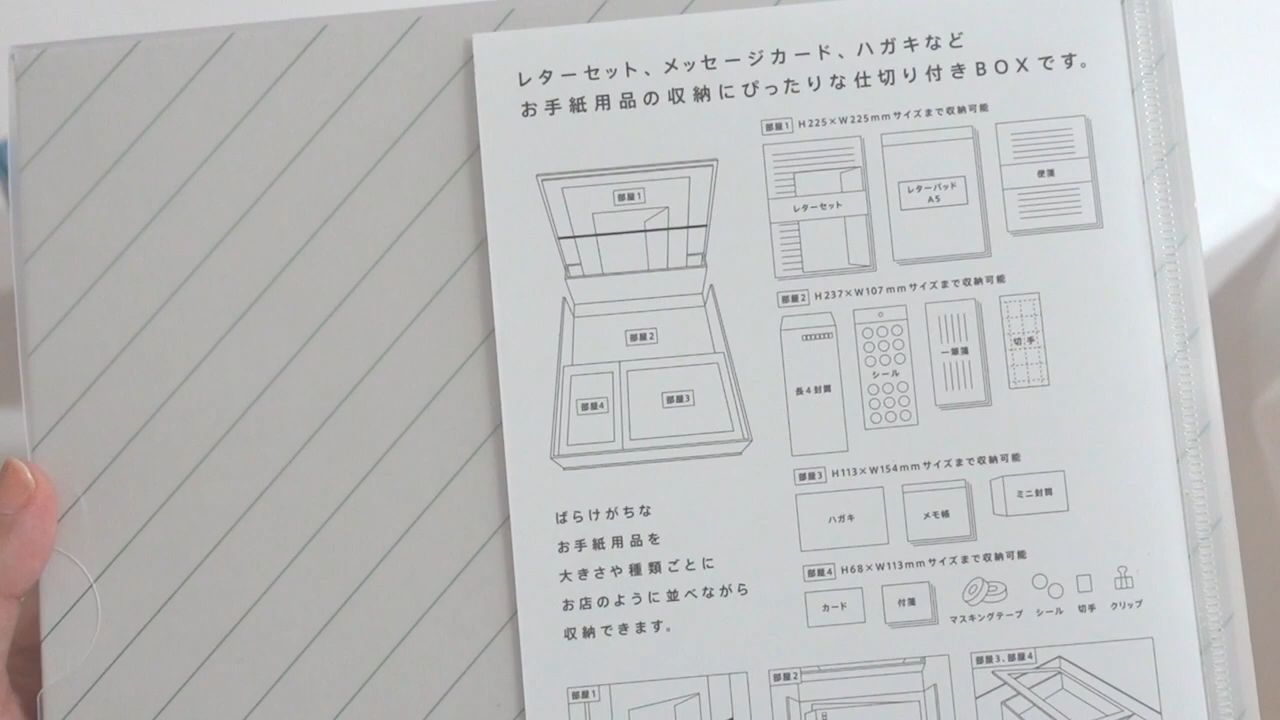 レターセット、メッセージカード、ハガキなど
お手紙用品の収納にぴったりな仕切り付きBOXです。
部屋1
部屋2
部屋4
部屋3
ばらけがちな
お手紙用品を
大きさや種類ごとに
お店のように並べながら
収納できます。
部屋1 H225×W225mmサイズまで収納可能
レターセット
レターパッド
A5
便箋
部屋2 H237×W107mmサイズまで収納可能
長4封筒
シール
一筆箋
切手
部屋3 H113×W154mmサイズまで収納可能
ハガキ
メモ帳
ミニ封筒
部屋4 H68×W113mmサイズまで収納可能
カード
付箋
マスキングテープ
シール
切手
クリップ
部屋1
部屋2
部屋3、部屋4